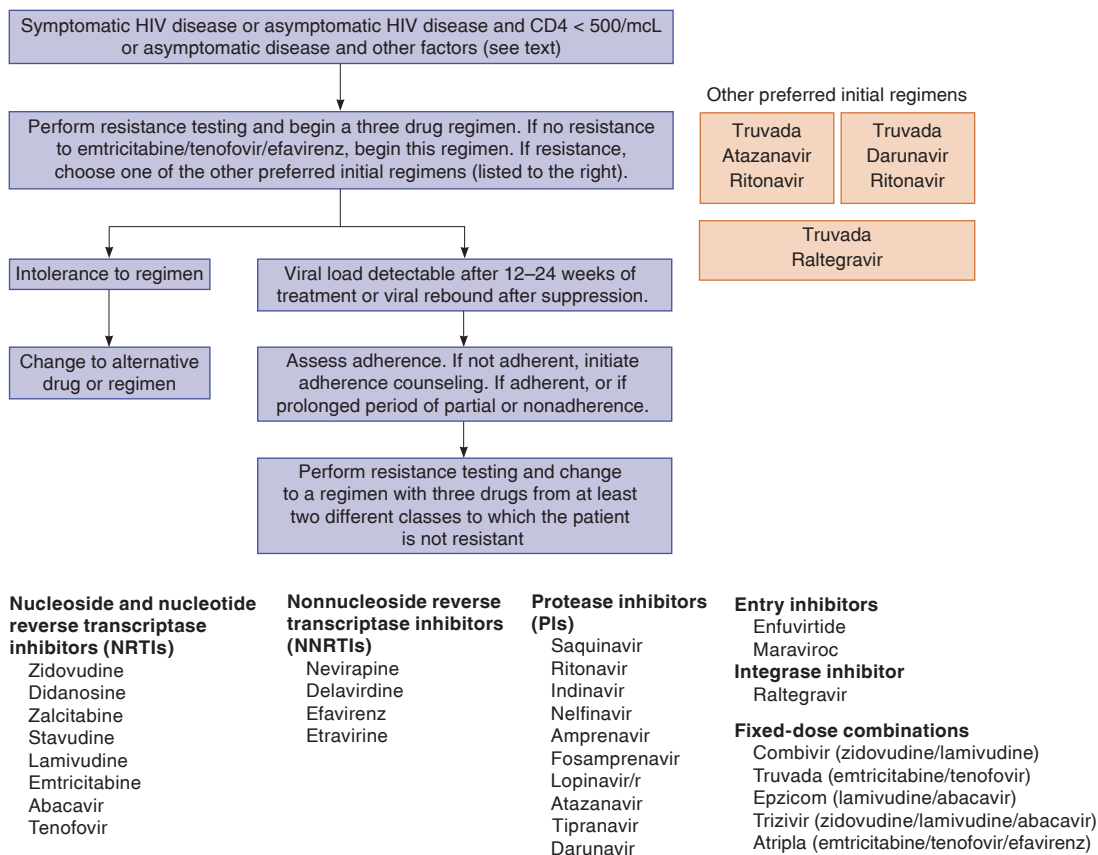 Symptomatic HIV disease or asymptomatic HIV disease and CD4 < 500/mcL
or asymptomatic disease and other factors (see text)
Perform resistance testing and begin a three drug regimen. If no resistance
to emtricitabine/tenofovir/efavirenz, begin this regimen. If resistance,
choose one of the other preferred initial regimens (listed to the right).
Other preferred initial regimens
Truvada
Atazanavir
Ritonavir
Truvada
Darunavir
Ritonavir
Truvada
Raltegravir
Intolerance to regimen
Change to alternative
drug or regimen
Viral load detectable after 12–24 weeks of
treatment or viral rebound after suppression.
Assess adherence. If not adherent, initiate
adherence counseling. If adherent, or if
prolonged period of partial or nonadherence.
Perform resistance testing and change
to a regimen with three drugs from at least
two different classes to which the patient
is not resistant
Nucleoside and nucleotide
reverse transcriptase
inhibitors (NRTIs)
Zidovudine
Didanosine
Zalcitabine
Stavudine
Lamivudine
Emtricitabine
Abacavir
Tenofovir
Nonnucleoside reverse
transcriptase inhibitors
(NNRTIs)
Nevirapine
Delavirdine
Efavirenz
Etravirine
Protease inhibitors
(PIs)
Saquinavir
Ritonavir
Indinavir
Nelfinavir
Amprenavir
Fosamprenavir
Lopinavir/r
Atazanavir
Tipranavir
Darunavir
Entry inhibitors
Enfuvirtide
Maraviroc
Integrase inhibitor
Raltegravir
Fixed-dose combinations
Combivir (zidovudine/lamivudine)
Truvada (emtricitabine/tenofovir)
Epzicom (lamivudine/abacavir)
Trizivir (zidovudine/lamivudine/abacavir)
Atripla (emtricitabine/tenofovir/efavirenz)